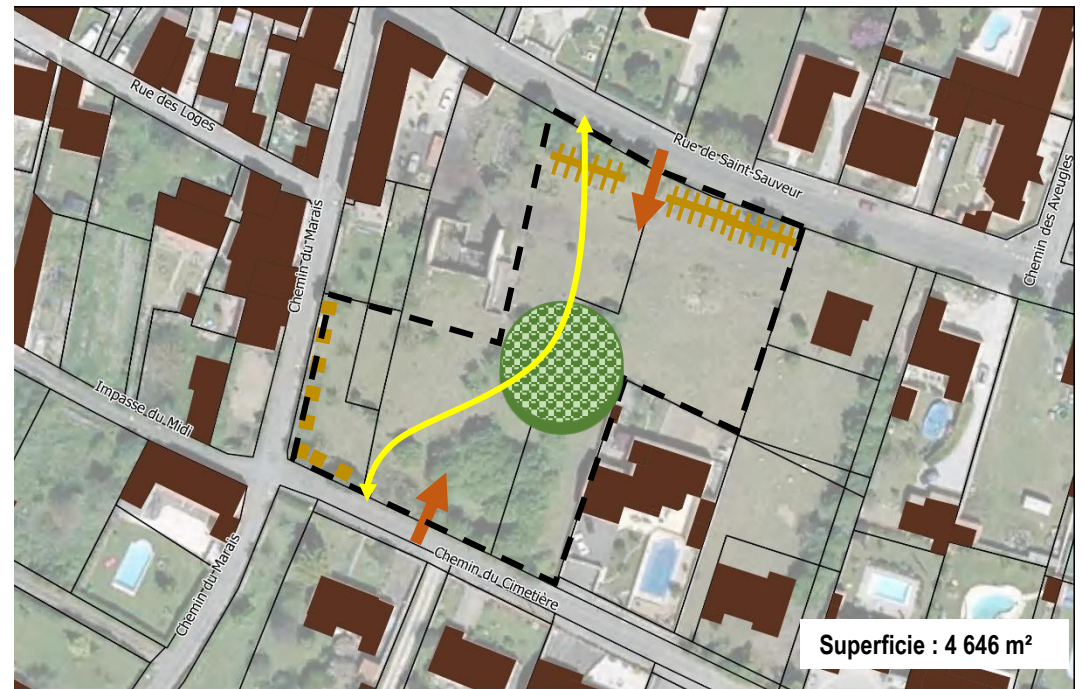 Rue des Loges
Rue de Saint-Sauveur
Chemin des Aveugles
Chemin du Marais
Impasse du Midi
Chemin du Marais
Chemin du Cimetière
Superficie : 4 646 m²